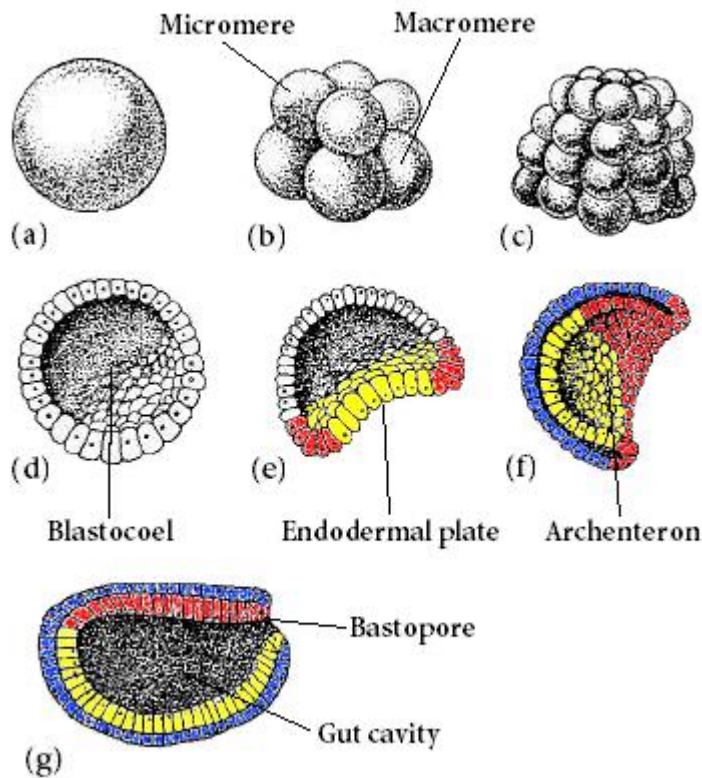 Micromere
Macromere
(a)
(b)
(c)
(d)
(e)
(f)
Blastocoel
Endodermal plate
Archenteron
Bastopore
Gut cavity
(g)